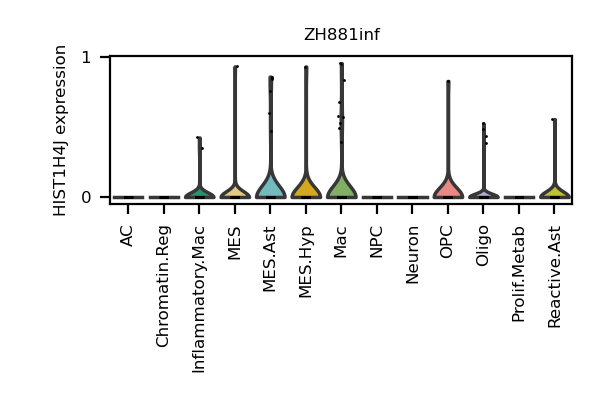 ZH881inf
HIST1H4J expression
1
0
AC
Chromatin.Reg
Inflammatory.Mac
MES
MES.Ast
MES.Hyp
Mac
NPC
Neuron
OPC
Oligo
Prolif.Metab
Reactive.Ast